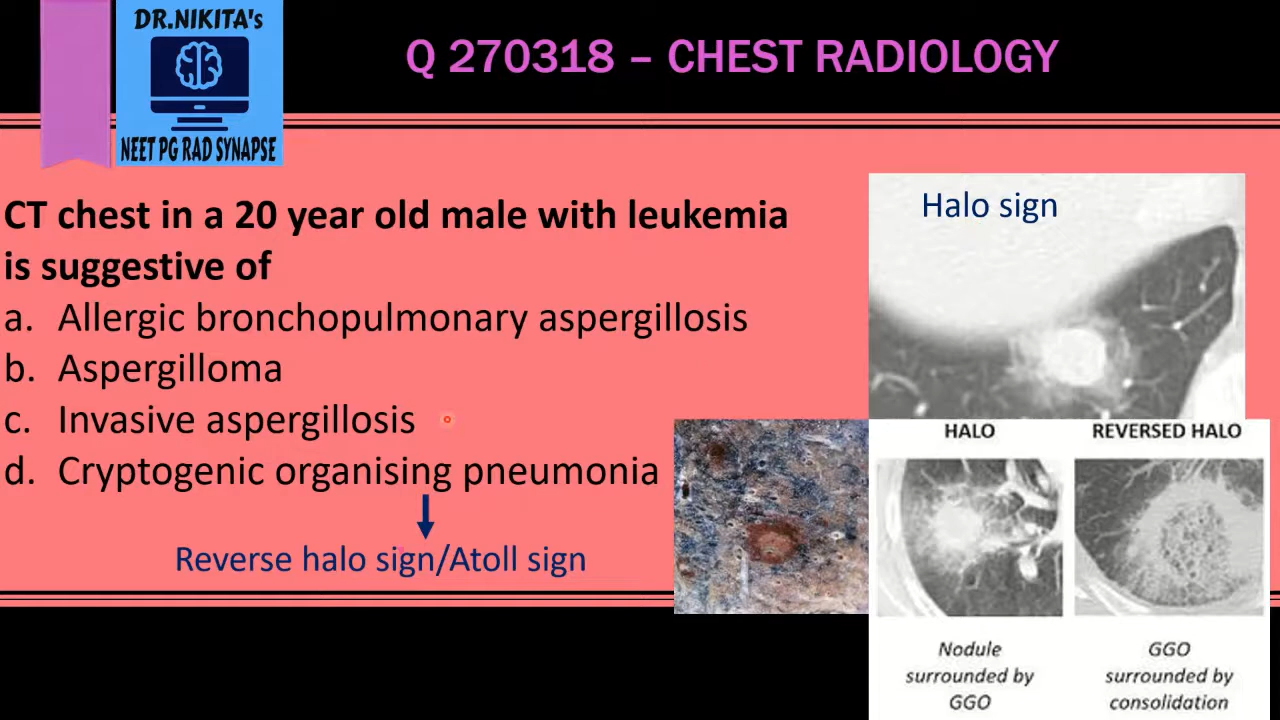 DR.NIKITA's
NEET PG RAD SYNAPSE
Q 270318 – CHEST RADIOLOGY
CT chest in a 20 year old male with leukemia
is suggestive of
a. Allergic bronchopulmonary aspergillosis
b. Aspergilloma
c. Invasive aspergillosis
d. Cryptogenic organising pneumonia
Reverse halo sign/Atoll sign
Halo sign
HALO
REVERSED HALO
Nodule
surrounded by
GGO
GGO
surrounded by
consolidation